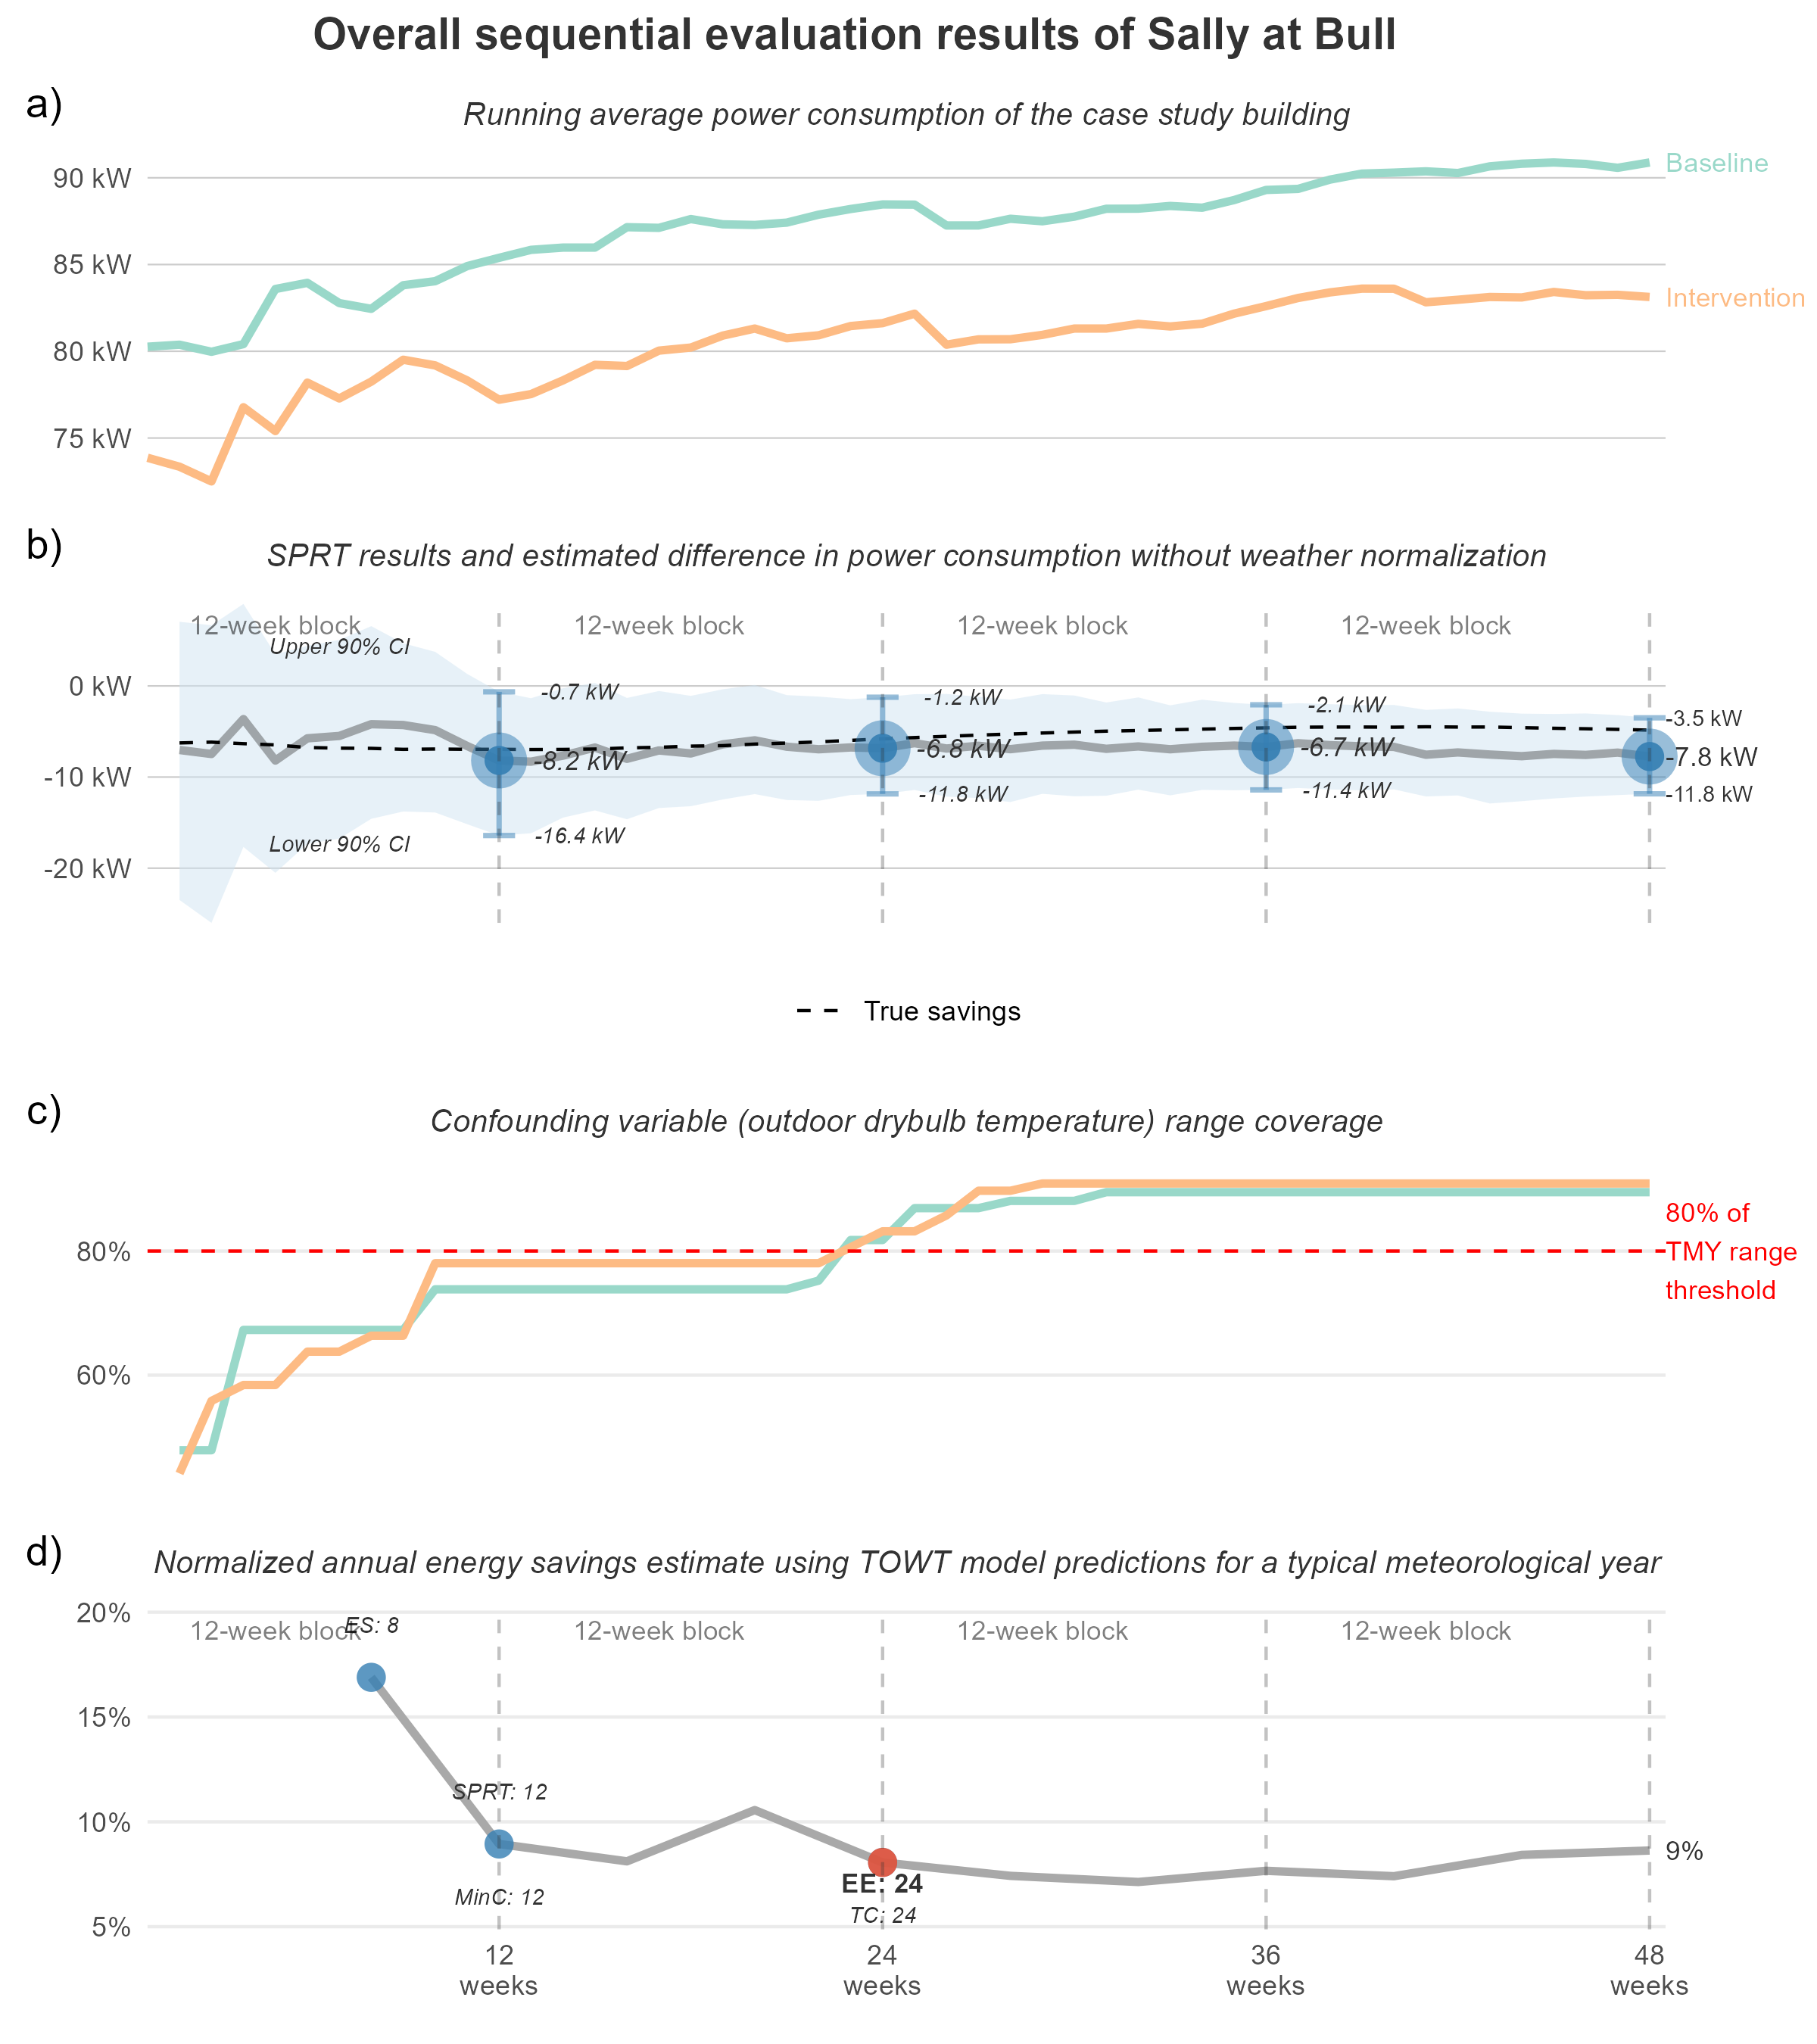 Overall sequential evaluation results of Sally at Bull
a)
Running average power consumption of the case study building
90 kW
85 kW
80 kW
75 kW
Baseline
Intervention
b)
SPRT results and estimated difference in power consumption without weather normalization
12-week block
12-week block
12-week block
12-week block
Upper 90% CI
Lower 90% CI
0 kW
-10 kW
-20 kW
-0.7 kW
-8.2 kW
-16.4 kW
-1.2 kW
-6.8 kW
-11.8 kW
-2.1 kW
-6.7 kW
-11.4 kW
-3.5 kW
-7.8 kW
-11.8 kW
True savings
c)
Confounding variable (outdoor drybulb temperature) range coverage
80%
60%
80% of
TMY range
threshold
d)
Normalized annual energy savings estimate using TOWT model predictions for a typical meteorological year
20%
15%
10%
5%
12-week block
12-week block
12-week block
12-week block
ES: 8
SPRT: 12
MinC: 12
EE: 24
TC: 24
9%
12
weeks
24
weeks
36
weeks
48
weeks